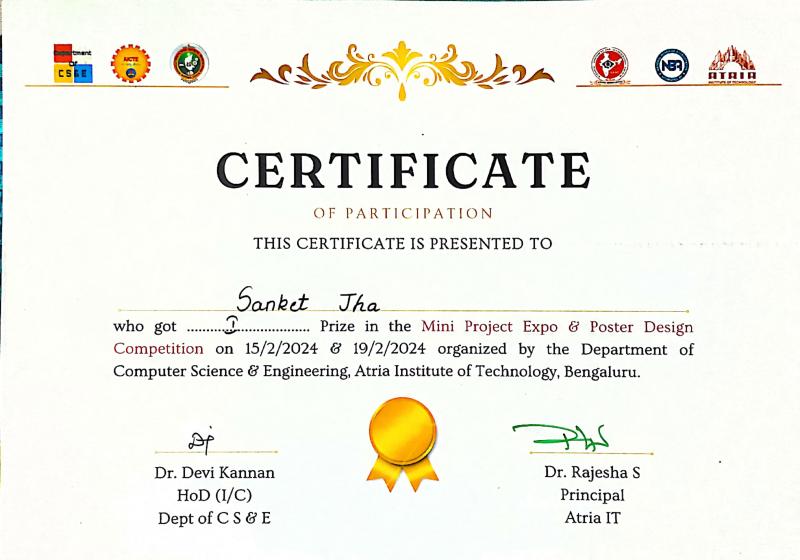 Department
Of
CS&E
AICTE
NBA
ATRIA
INSTITUTE OF TECHNOLOGY
CERTIFICATE
OF PARTICIPATION
THIS CERTIFICATE IS PRESENTED TO
Sanket Jha
who got ...........I.................. Prize in the Mini Project Expo & Poster Design
Competition on 15/2/2024 & 19/2/2024 organized by the Department of
Computer Science & Engineering, Atria Institute of Technology, Bengaluru.
Dr. Devi Kannan
HoD (I/C)
Dept of C S & E
Dr. Rajesha S
Principal
Atria IT